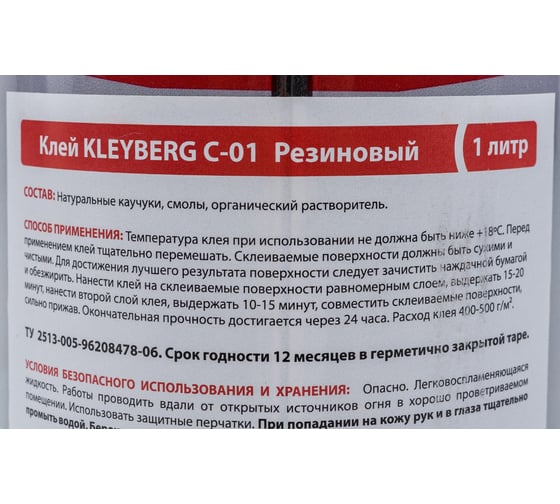 Клей KLEYBERG C-01 Резиновый 1 литр
СОСТАВ: Натуральные каучуки, смолы, органический растворитель.
СПОСОБ ПРИМЕНЕНИЯ: Температура клея при использовании не должна быть ниже +18ºС. Перед
применением клей тщательно перемешать. Склеиваемые поверхности должны быть сухими и
чистыми. Для достижения лучшего результата поверхности следует зачистить наждачной бумагой
и обезжирить. Нанести клей на склеиваемые поверхности равномерным слоем, выдержать 15-20
минут, нанести второй слой клея, выдержать 10-15 минут, совместить склеиваемые поверхности,
сильно прижав. Окончательная прочность достигается через 24 часа. Расход клея 400-500 г/м².
ТУ 2513-005-96208478-06. Срок годности 12 месяцев в герметично закрытой таре.
УСЛОВИЯ БЕЗОПАСНОГО ИСПОЛЬЗОВАНИЯ И ХРАНЕНИЯ: Опасно. Легковоспламеняющаяся
жидкость. Работы проводить вдали от открытых источников огня в хорошо проветриваемом
помещении. Использовать защитные перчатки. При попадании на кожу рук и в глаза тщательно
промыть водой.